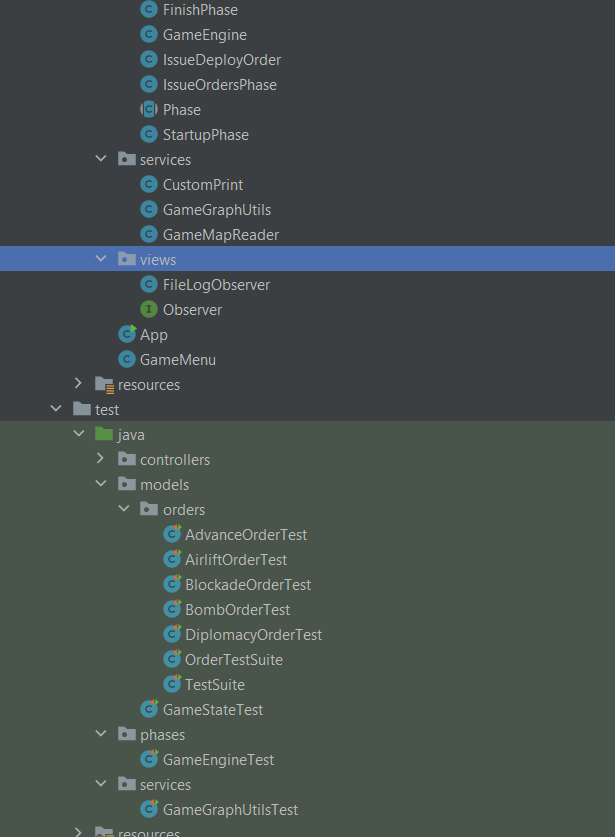 FinishPhase
GameEngine
IssueDeployOrder
IssueOrdersPhase
Phase
StartupPhase
services
CustomPrint
GameGraphUtils
GameMapReader
views
FileLogObserver
Observer
App
GameMenu
resources
test
java
controllers
models
orders
AdvanceOrderTest
AirliftOrderTest
BlockadeOrderTest
BombOrderTest
DiplomacyOrderTest
OrderTestSuite
TestSuite
GameStateTest
phases
GameEngineTest
services
GameGraphUtilsTest
resources